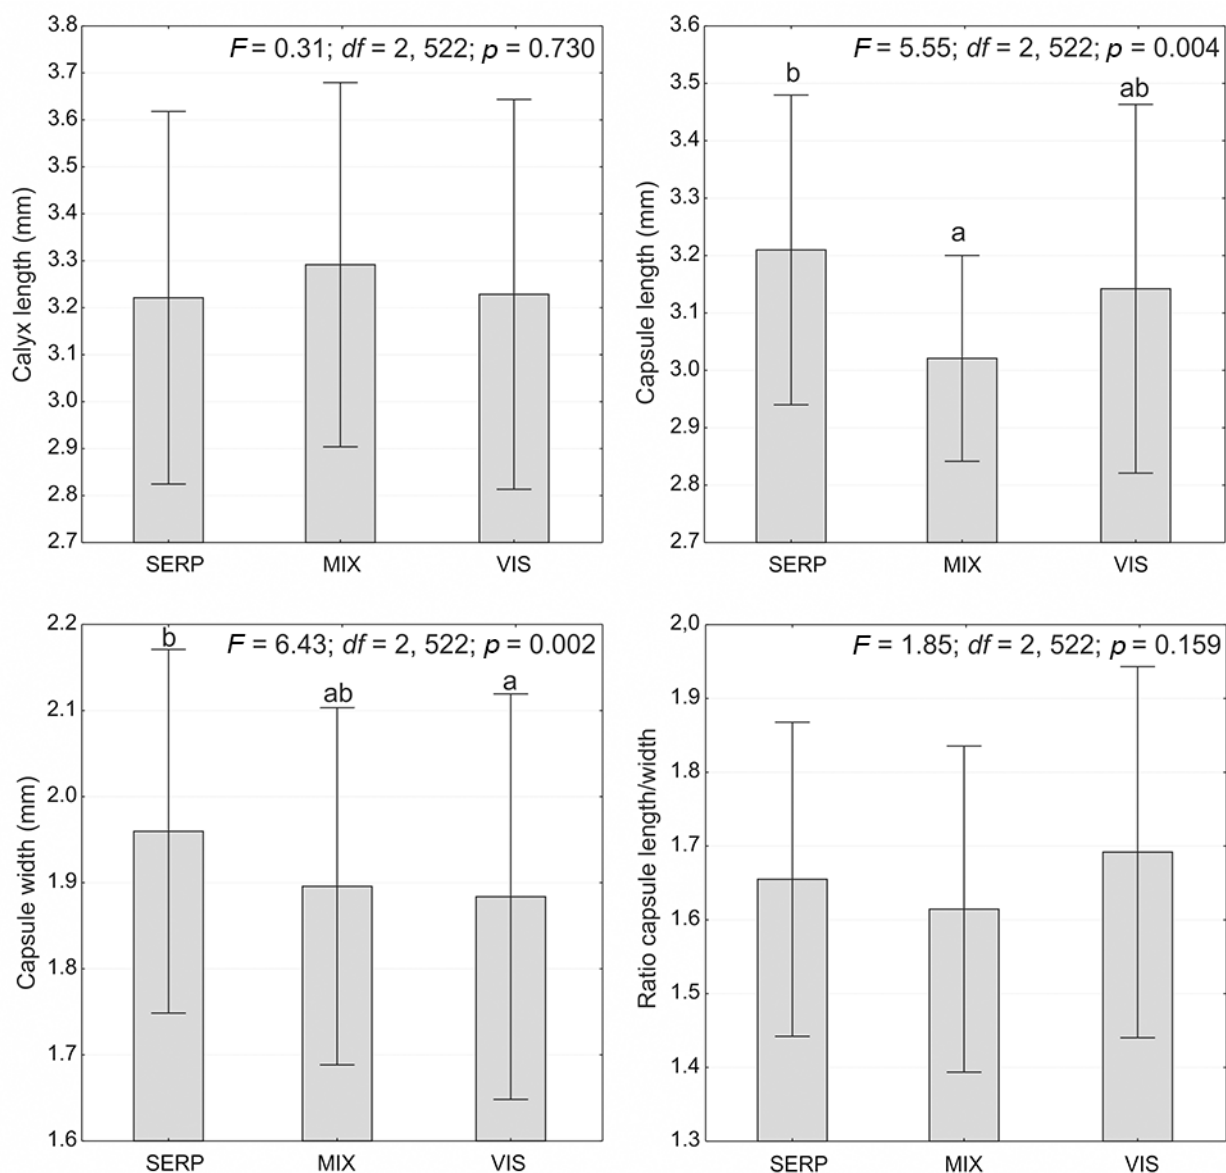 F = 0.31; df = 2, 522; p = 0.730
Calyx length (mm)
3.8
3.7
3.6
3.5
3.4
3.3
3.2
3.1
3.0
2.9
2.8
2.7
SERP MIX VIS
F = 5.55; df = 2, 522; p = 0.004
Capsule length (mm)
3.6
3.5
3.4
3.3
3.2
3.1
3.0
2.9
2.8
2.7
b a ab
SERP MIX VIS
F = 6.43; df = 2, 522; p = 0.002
Capsule width (mm)
2.2
2.1
2.0
1.9
1.8
1.7
1.6
b ab a
SERP MIX VIS
F = 1.85; df = 2, 522; p = 0.159
Ratio capsule length/width
2,0
1.9
1.8
1.7
1.6
1.5
1.4
1.3
SERP MIX VIS